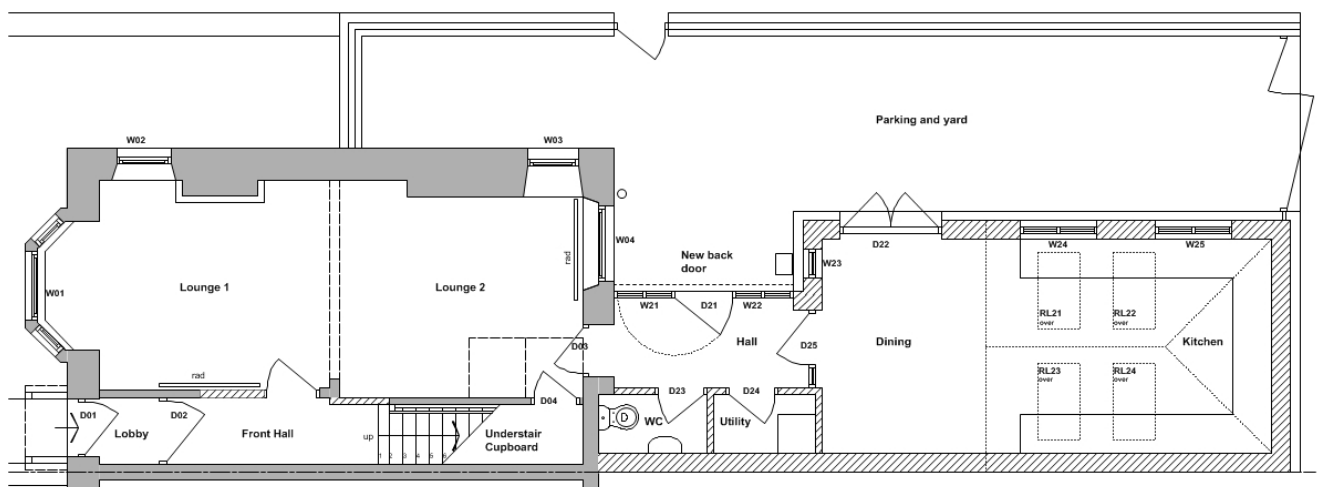 Parking and yard
W02
W03
W04
New back
door
W23
D22
W24
W25
W01
Lounge 1
Lounge 2
rad
W21
D21
W22
RL21
over
RL22
over
Hall
Dining
Kitchen
D03
D25
RL23
over
RL24
over
rad
D23
D24
D01
D02
D04
Lobby
Front Hall
up
1 2 3 4 5 6
Understair
Cupboard
D
WC
Utility